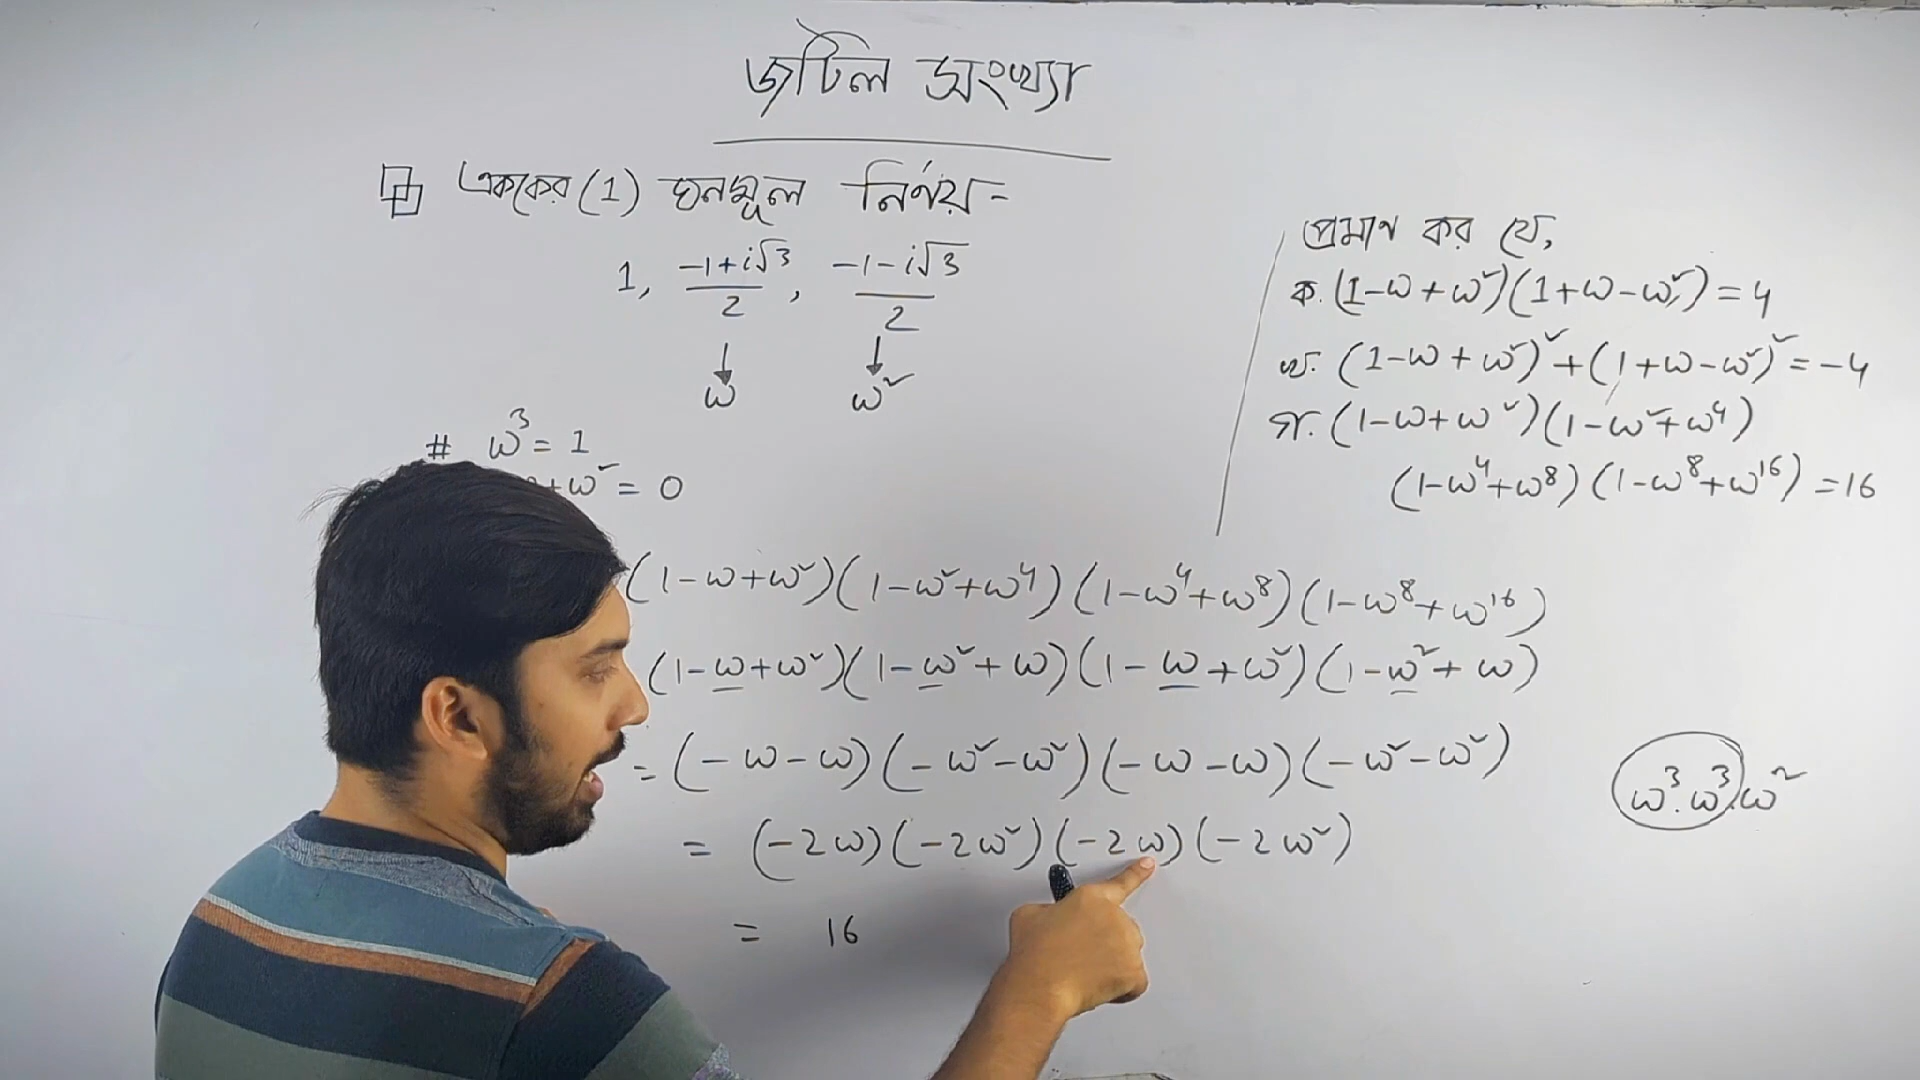 জটিল সংখ্যা
এককের (1) ঘনমূল নির্ণয় -
1, (-1+i√3)/2, (-1-i√3)/2
↓ ↓
ω ω²
# ω³ = 1
+ω² = 0
প্রমাণ কর যে,
ক. (1-ω+ω²)(1+ω-ω²) = 4
খ. (1-ω+ω²)² + (1+ω-ω²)² = -4
গ. (1-ω+ω²)(1-ω²+ω⁴)
(1-ω⁴+ω⁸)(1-ω⁸+ω¹⁶) = 16
(1-ω+ω²)(1-ω²+ω⁴)(1-ω⁴+ω⁸)(1-ω⁸+ω¹⁶)
(1-ω+ω²)(1-ω²+ω)(1-ω+ω²)(1-ω²+ω)
= (-ω-ω)(-ω²-ω²)(-ω-ω)(-ω²-ω²)
ω³.ω³.ω²
= (-2ω)(-2ω²)(-2ω)(-2ω²)
= 16